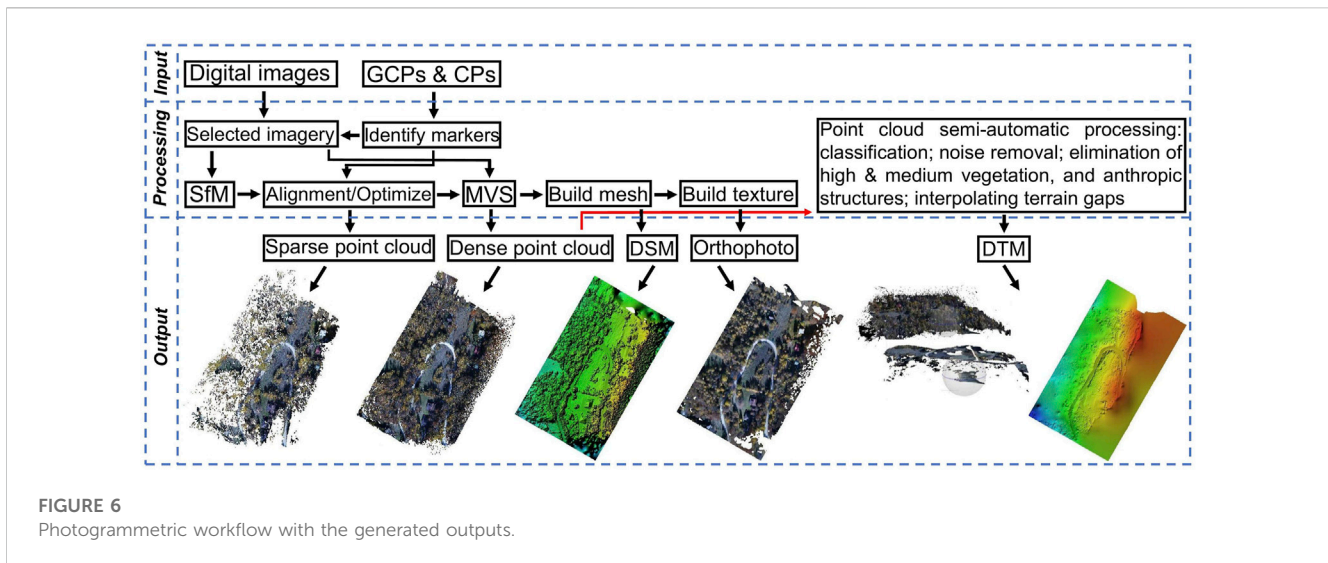 Input
Digital images
GCPs & CPs
Processing
Selected imagery
Identify markers
SfM
Alignment/Optimize
MVS
Build mesh
Build texture
Point cloud semi-automatic processing:
classification; noise removal; elimination of
high & medium vegetation, and anthropic
structures; interpolating terrain gaps
Output
Sparse point cloud
Dense point cloud
DSM
Orthophoto
DTM
FIGURE 6
Photogrammetric workflow with the generated outputs.